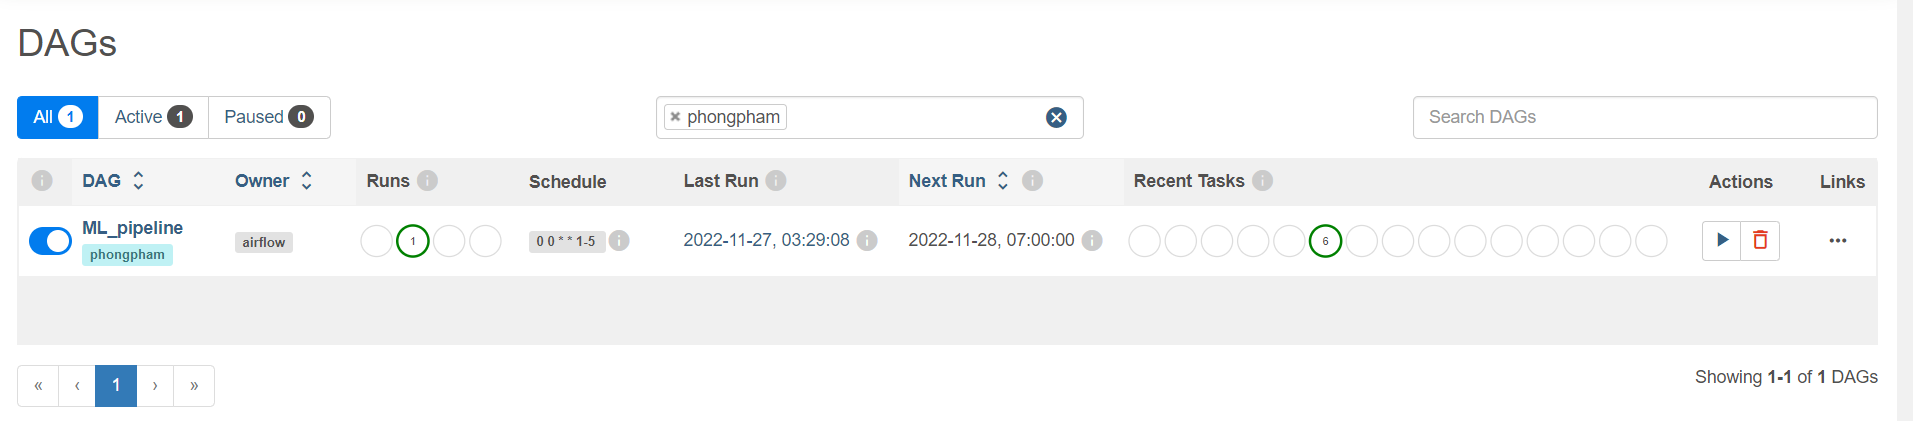 DAGs
All 1 Active 1 Paused 0 × phongpham Search DAGs
i DAG Owner Runs i Schedule Last Run i Next Run i Recent Tasks i Actions Links
ML_pipeline
phongpham airflow 1 0 0 * * 1-5 i 2022-11-27, 03:29:08 i 2022-11-28, 07:00:00 i 6 ...
« ‹ 1 › »
Showing 1-1 of 1 DAGs